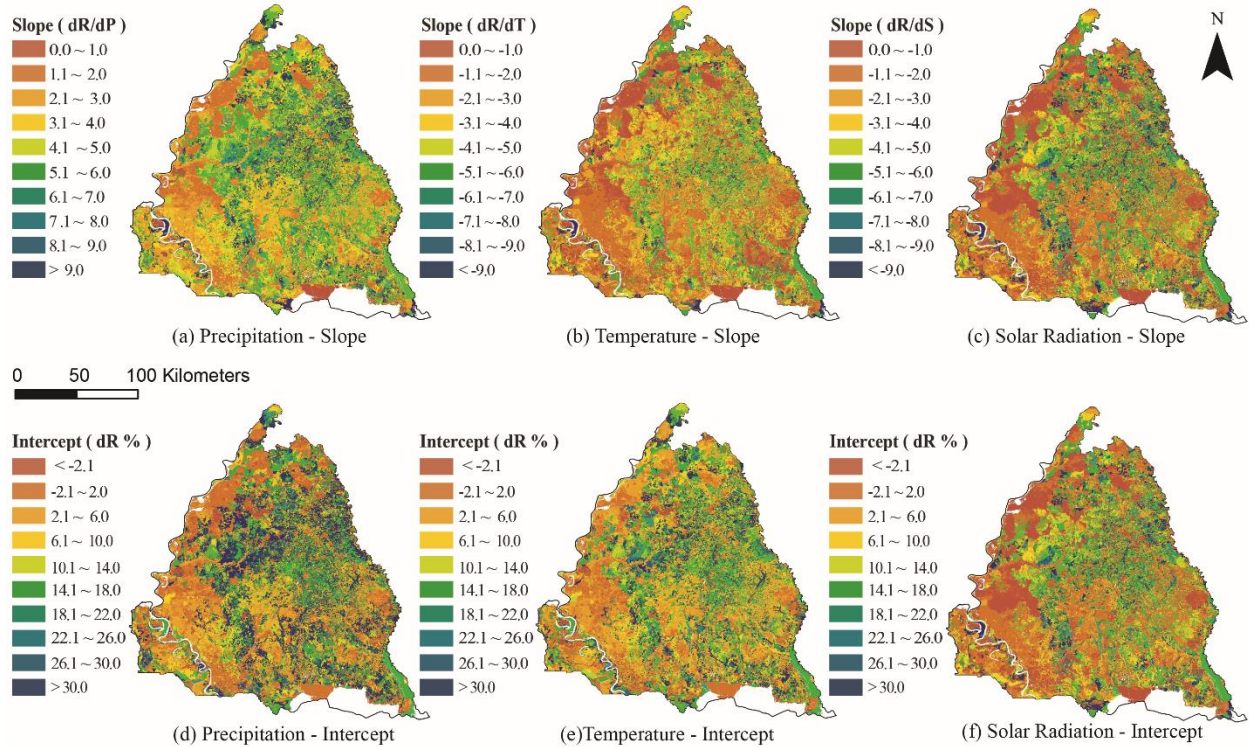 Slope ( dR/dP)
0.0 ~ 1.0
1.1 ~ 2.0
2.1 ~ 3.0
3.1 ~ 4.0
4.1 ~ 5.0
5.1 ~ 6.0
6.1 ~ 7.0
7.1 ~ 8.0
8.1 ~ 9.0
> 9.0
(a) Precipitation - Slope
Slope ( dR/dT)
0.0 ~ -1.0
-1.1 ~ -2.0
-2.1 ~ -3.0
-3.1 ~ -4.0
-4.1 ~ -5.0
-5.1 ~ -6.0
-6.1 ~ -7.0
-7.1 ~ -8.0
-8.1 ~ -9.0
< -9.0
(b) Temperature - Slope
Slope ( dR/dS)
0.0 ~ -1.0
-1.1 ~ -2.0
-2.1 ~ -3.0
-3.1 ~ -4.0
-4.1 ~ -5.0
-5.1 ~ -6.0
-6.1 ~ -7.0
-7.1 ~ -8.0
-8.1 ~ -9.0
< -9.0
(c) Solar Radiation - Slope
N
0 50 100 Kilometers
Intercept ( dR % )
< -2.1
-2.1 ~ 2.0
2.1 ~ 6.0
6.1 ~ 10.0
10.1 ~ 14.0
14.1 ~ 18.0
18.1 ~ 22.0
22.1 ~ 26.0
26.1 ~ 30.0
> 30.0
(d) Precipitation - Intercept
Intercept ( dR % )
< -2.1
-2.1 ~ 2.0
2.1 ~ 6.0
6.1 ~ 10.0
10.1 ~ 14.0
14.1 ~ 18.0
18.1 ~ 22.0
22.1 ~ 26.0
26.1 ~ 30.0
> 30.0
(e)Temperature - Intercept
Intercept ( dR % )
< -2.1
-2.1 ~ 2.0
2.1 ~ 6.0
6.1 ~ 10.0
10.1 ~ 14.0
14.1 ~ 18.0
18.1 ~ 22.0
22.1 ~ 26.0
26.1 ~ 30.0
> 30.0
(f) Solar Radiation - Intercept